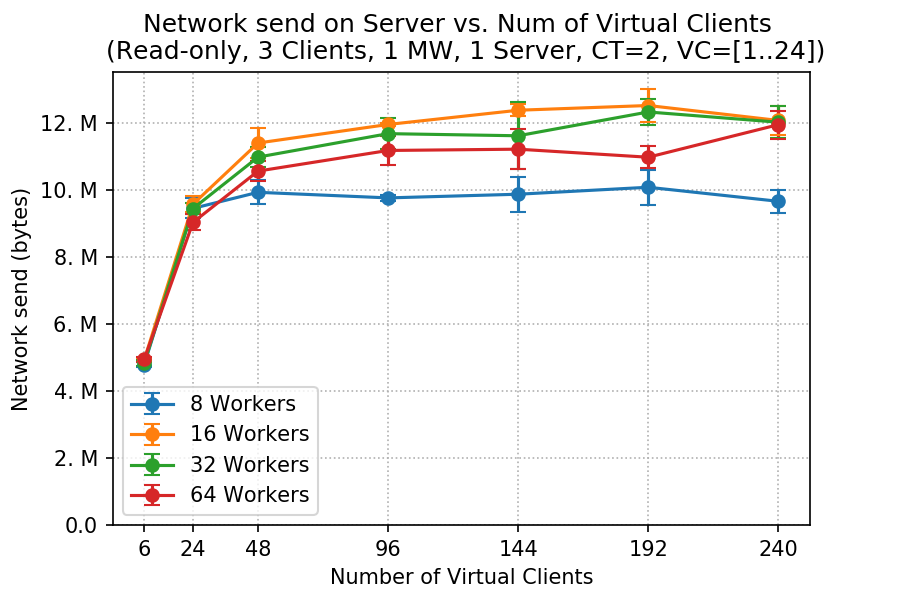 Network send on Server vs. Num of Virtual Clients
(Read-only, 3 Clients, 1 MW, 1 Server, CT=2, VC=[1..24])
Network send (bytes)
12. M
10. M
8. M
6. M
4. M
2. M
0.0
8 Workers
16 Workers
32 Workers
64 Workers
6 24 48 96 144 192 240
Number of Virtual Clients